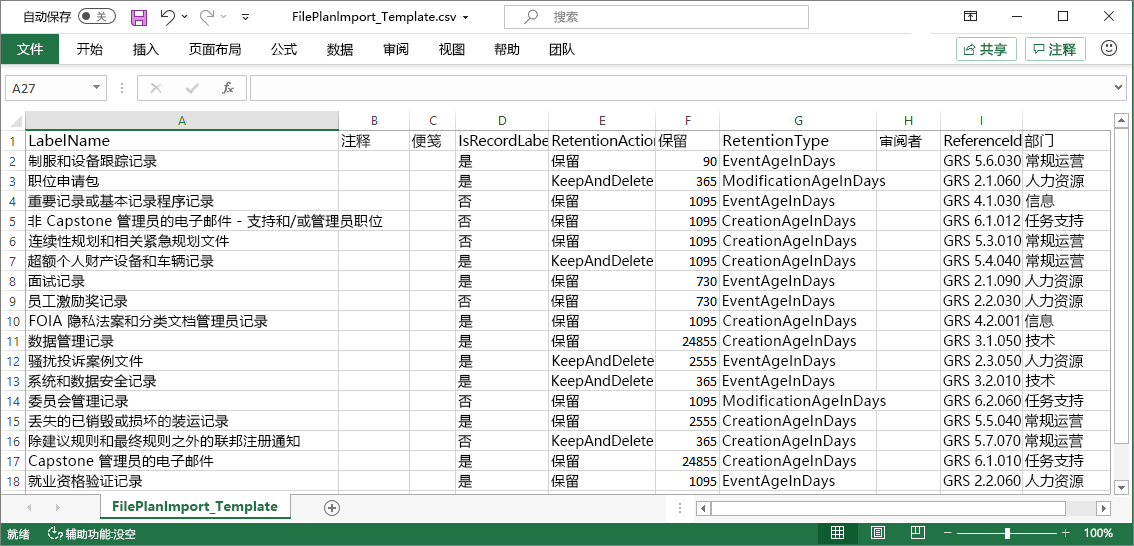 自动保存 关 FilePlanImport_Template.csv 搜索
文件 开始 插入 页面布局 公式 数据 审阅 视图 帮助 团队 共享 注释
A27 fx
A B C D E F G H I J
1 LabelName 注释 便笺 IsRecordLabe RetentionAction 保留 RetentionType 审阅者 ReferenceId 部门
2 制服和设备跟踪记录 是 保留 90 EventAgeInDays GRS 5.6.030 常规运营
3 职位申请包 是 KeepAndDelete 365 ModificationAgeInDays GRS 2.1.060 人力资源
4 重要记录或基本记录程序记录 否 保留 1095 EventAgeInDays GRS 4.1.030 信息
5 非 Capstone 管理员的电子邮件 - 支持和/或管理员职位 否 保留 1095 CreationAgeInDays GRS 6.1.012 任务支持
6 连续性规划和相关紧急规划文件 否 保留 1095 CreationAgeInDays GRS 5.3.010 常规运营
7 超额个人财产设备和车辆记录 是 KeepAndDelete 1095 CreationAgeInDays GRS 5.4.040 常规运营
8 面试记录 是 保留 730 EventAgeInDays GRS 2.1.090 人力资源
9 员工激励奖记录 否 保留 730 EventAgeInDays GRS 2.2.030 人力资源
10 FOIA 隐私法案和分类文档管理员记录 是 保留 1095 CreationAgeInDays GRS 4.2.001 信息
11 数据管理记录 是 保留 24855 CreationAgeInDays GRS 3.1.050 技术
12 骚扰投诉案例文件 是 KeepAndDelete 2555 EventAgeInDays GRS 2.3.050 人力资源
13 系统和数据安全记录 是 KeepAndDelete 365 EventAgeInDays GRS 3.2.010 技术
14 委员会管理记录 否 保留 1095 ModificationAgeInDays GRS 6.2.060 任务支持
15 丢失的已销毁或损坏的装运记录 是 保留 2555 CreationAgeInDays GRS 5.5.040 常规运营
16 除建议规则和最终规则之外的联邦注册通知 否 KeepAndDelete 365 CreationAgeInDays GRS 5.7.070 常规运营
17 Capstone 管理员的电子邮件 是 保留 24855 CreationAgeInDays GRS 6.1.010 任务支持
18 就业资格验证记录 是 保留 1095 EventAgeInDays GRS 2.2.060 人力资源
FilePlanImport_Template
就绪 辅助功能:没空 100%